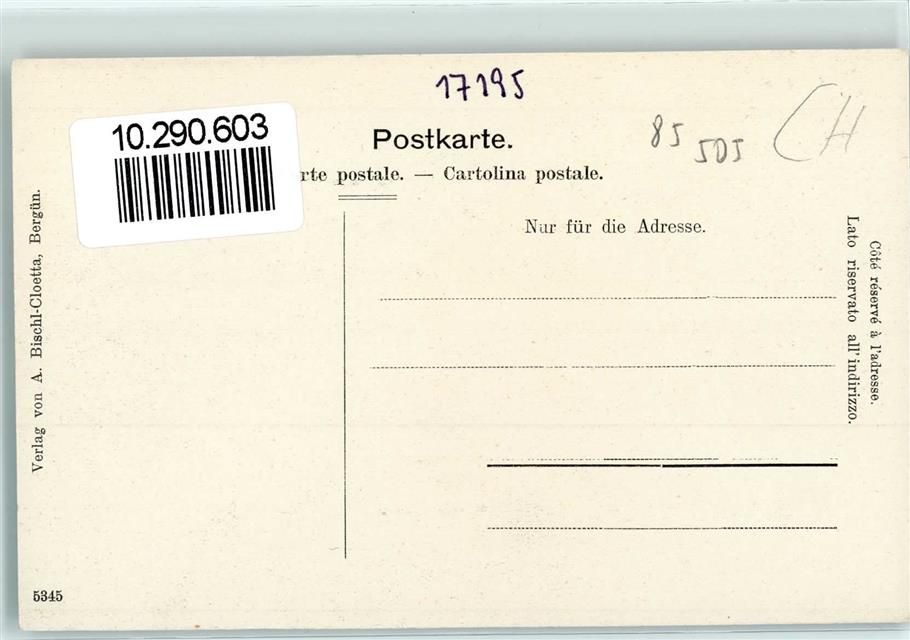 17195
10.290.603
Postkarte.
rte postale. — Cartolina postale.
85 505
CH
Nur für die Adresse.
Côté réservé à l'adresse.
Lato riservato all'indirizzo.
Verlag von A. Bischl-Cloetta, Bergün.
5345